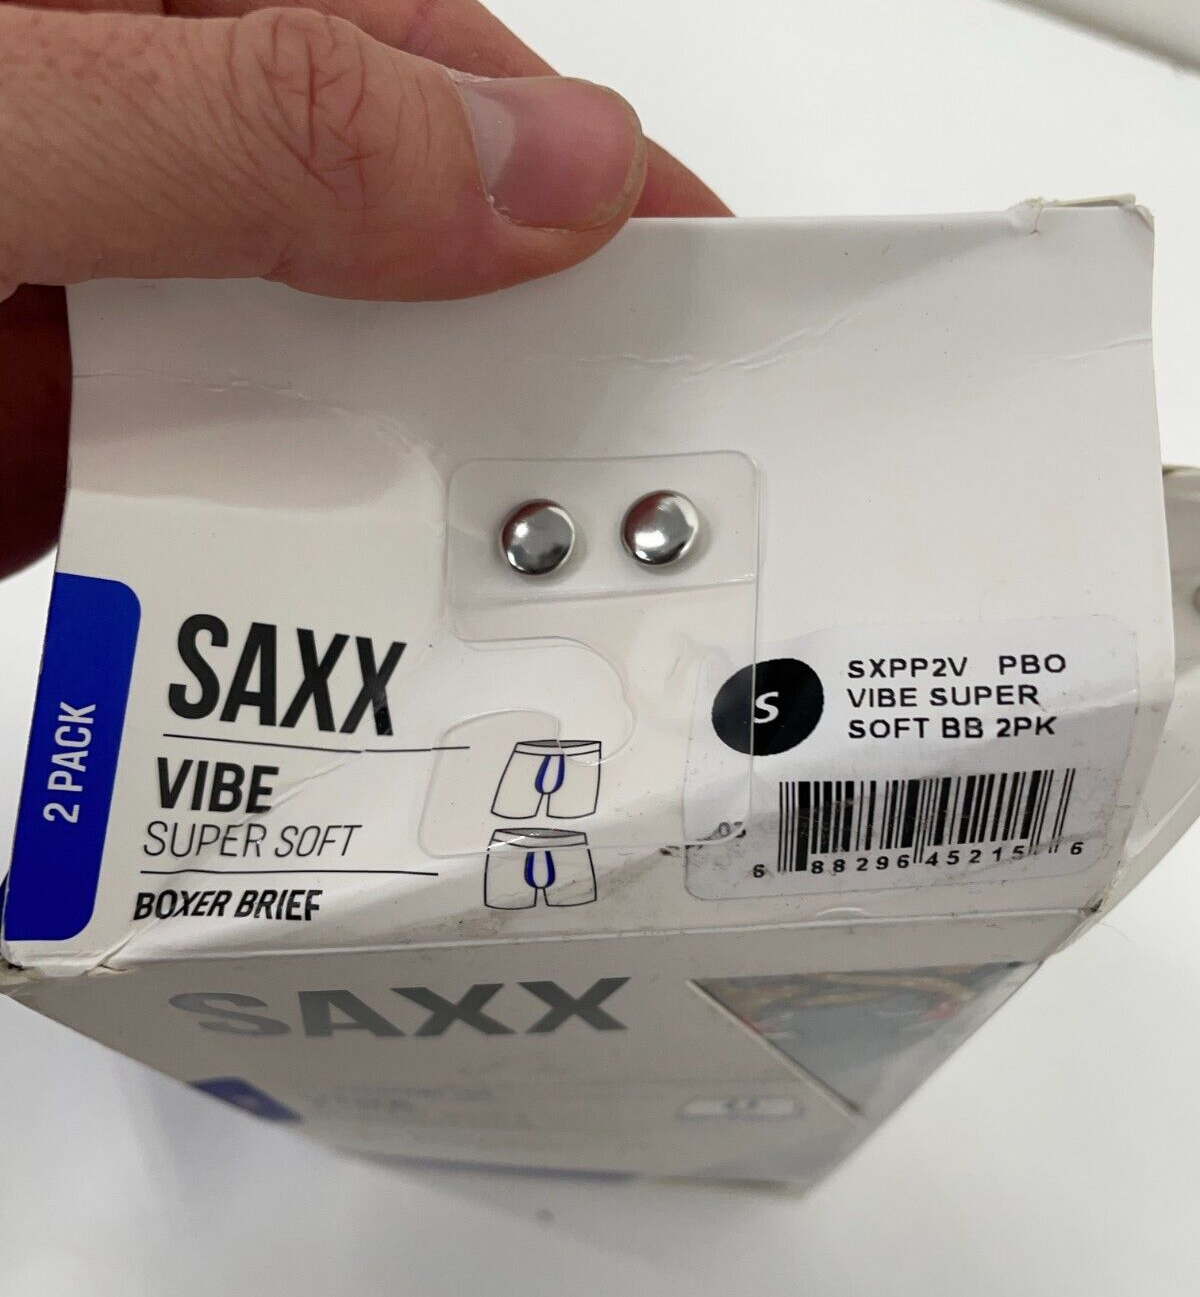 2 PACK
SAXX
VIBE
SUPER SOFT
BOXER BRIEF
S
SXPP2V PBO
VIBE SUPER
SOFT BB 2PK
03
6 88296 45215 6
SAXX